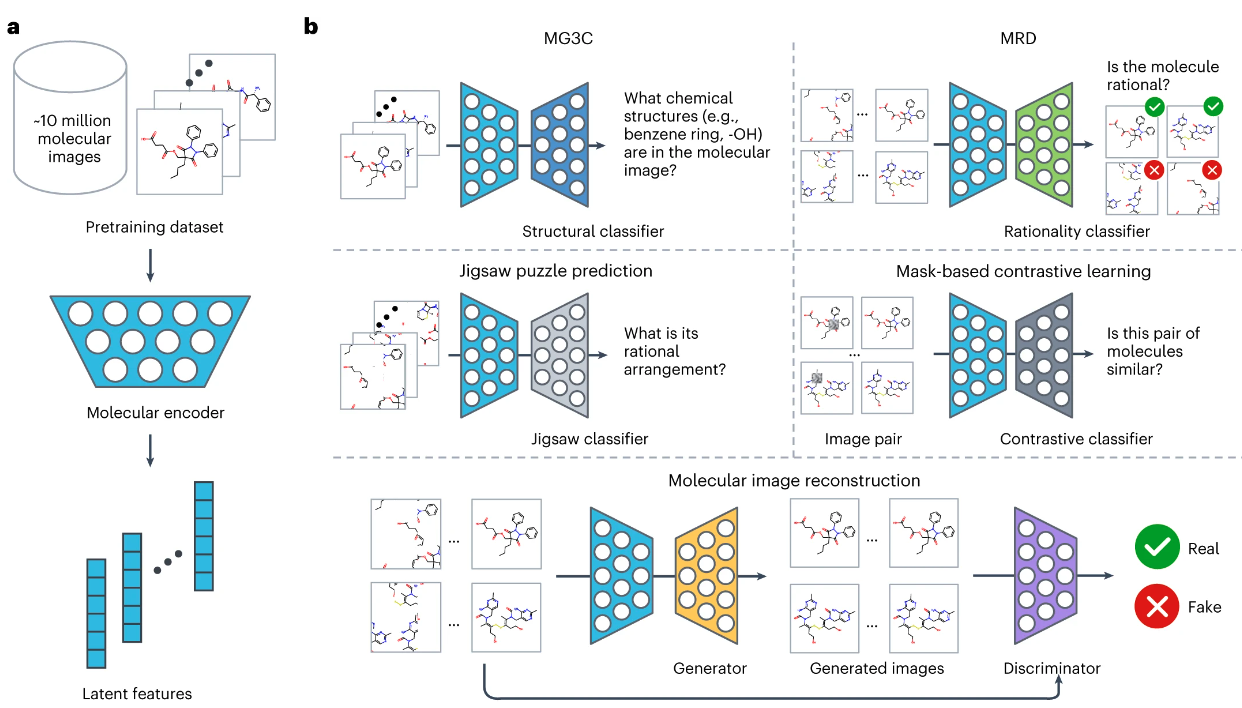 a
~10 million
molecular
images
Pretraining dataset
Molecular encoder
Latent features
b
MG3C
What chemical
structures (e.g.,
benzene ring, -OH)
are in the molecular
image?
Structural classifier
MRD
Is the molecule
rational?
Rationality classifier
Jigsaw puzzle prediction
What is its
rational
arrangement?
Jigsaw classifier
Mask-based contrastive learning
Is this pair of
molecules
similar?
Image pair
Contrastive classifier
Molecular image reconstruction
Real
Fake
Generator
Generated images
Discriminator